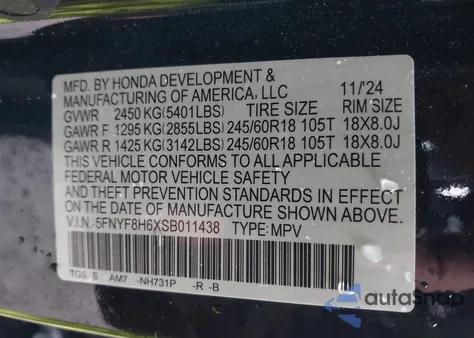 MFD. BY HONDA DEVELOPMENT &
MANUFACTURING OF AMERICA, LLC 11/'24
GVWR 2450 KG(5401LBS) TIRE SIZE RIM SIZE
GAWR F 1295 KG(2855LBS) 245/60R18 105T 18X8.0J
GAWR R 1425 KG(3142LBS) 245/60R18 105T 18X8.0J
THIS VEHICLE CONFORMS TO ALL APPLICABLE
FEDERAL MOTOR VEHICLE SAFETY
AND THEFT PREVENTION STANDARDS IN EFFECT
ON THE DATE OF MANUFACTURE SHOWN ABOVE.
V.I.N.:5FNYF8H6XSB011438 TYPE:MPV
TGS-S AM7 -NH731P -R -B
autoSnap